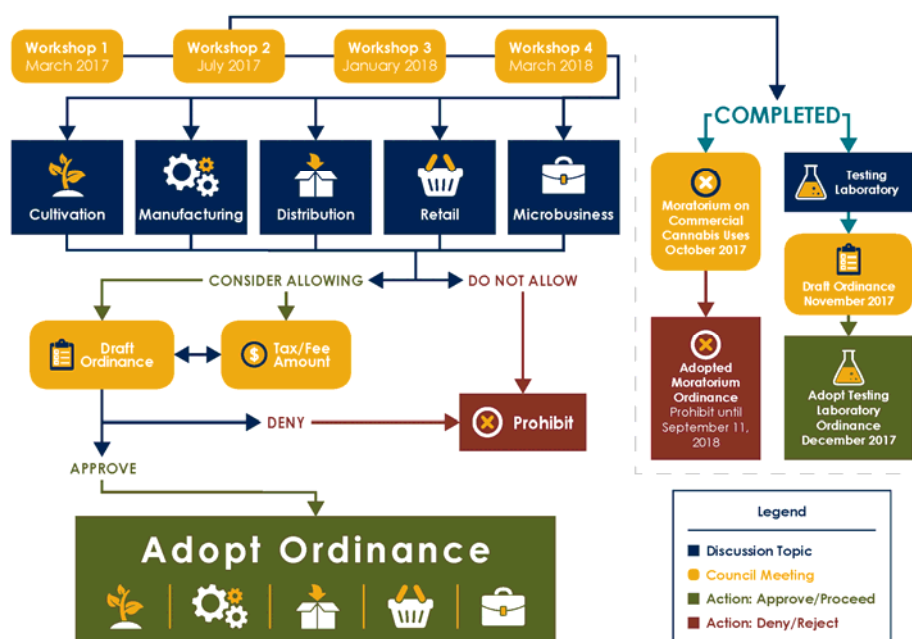 Workshop 1
March 2017
Workshop 2
July 2017
Workshop 3
January 2018
Workshop 4
March 2018
COMPLETED
Cultivation
Manufacturing
Distribution
Retail
Microbusiness
Moratorium on
Commercial
Cannabis Uses
October 2017
Testing
Laboratory
CONSIDER ALLOWING
DO NOT ALLOW
Draft Ordinance
November 2017
Draft
Ordinance
$
Tax/Fee
Amount
Adopted
Moratorium
Ordinance
Prohibit until
September 11,
2018
Adopt Testing
Laboratory
Ordinance
December 2017
DENY
Prohibit
APPROVE
Adopt Ordinance
Legend
Discussion Topic
Council Meeting
Action: Approve/Proceed
Action: Deny/Reject